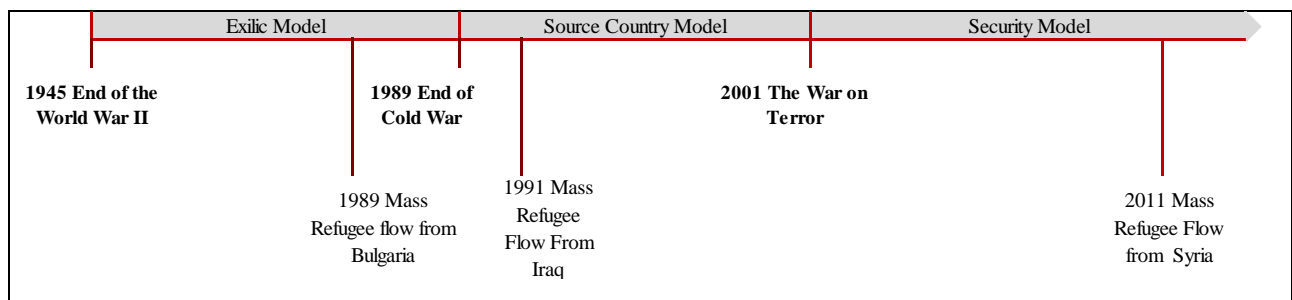 Exilic Model
Source Country Model
Security Model
1945 End of the
World War II
1989 End of
Cold War
2001 The War on
Terror
1989 Mass
Refugee flow from
Bulgaria
1991 Mass
Refugee
Flow From
Iraq
2011 Mass
Refugee Flow
from Syria